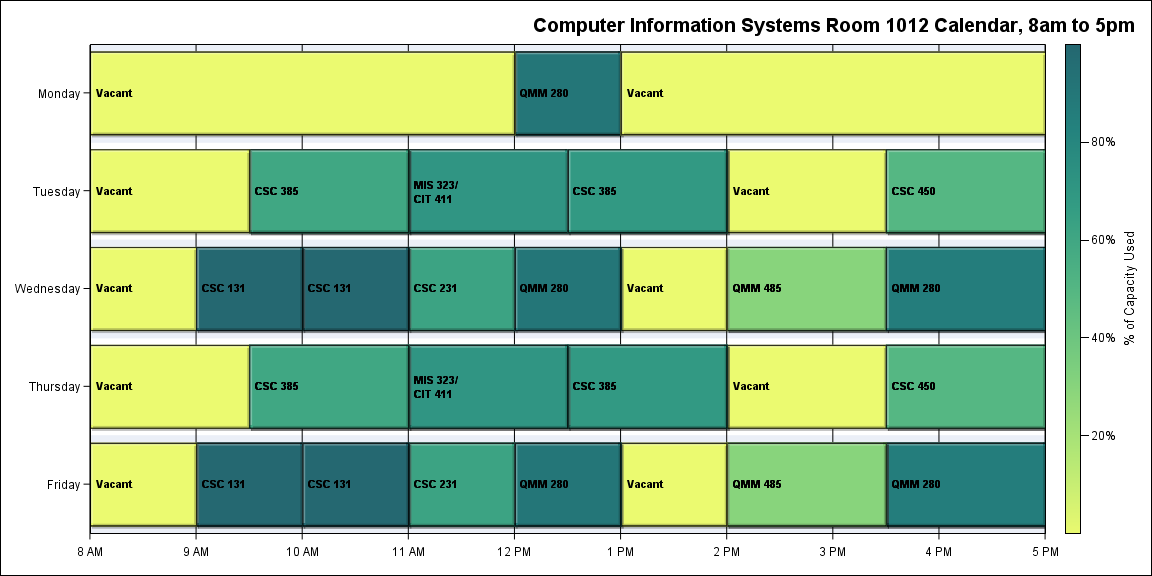 Computer Information Systems Room 1012 Calendar, 8am to 5pm
Monday
Vacant
QMM 280
Vacant
Tuesday
Vacant
CSC 385
MIS 323/
CIT 411
CSC 385
Vacant
CSC 450
Wednesday
Vacant
CSC 131
CSC 131
CSC 231
QMM 280
Vacant
QMM 485
QMM 280
Thursday
Vacant
CSC 385
MIS 323/
CIT 411
CSC 385
Vacant
CSC 450
Friday
Vacant
CSC 131
CSC 131
CSC 231
QMM 280
Vacant
QMM 485
QMM 280
8 AM
9 AM
10 AM
11 AM
12 PM
1 PM
2 PM
3 PM
4 PM
5 PM
80%
60%
40%
20%
% of Capacity Used